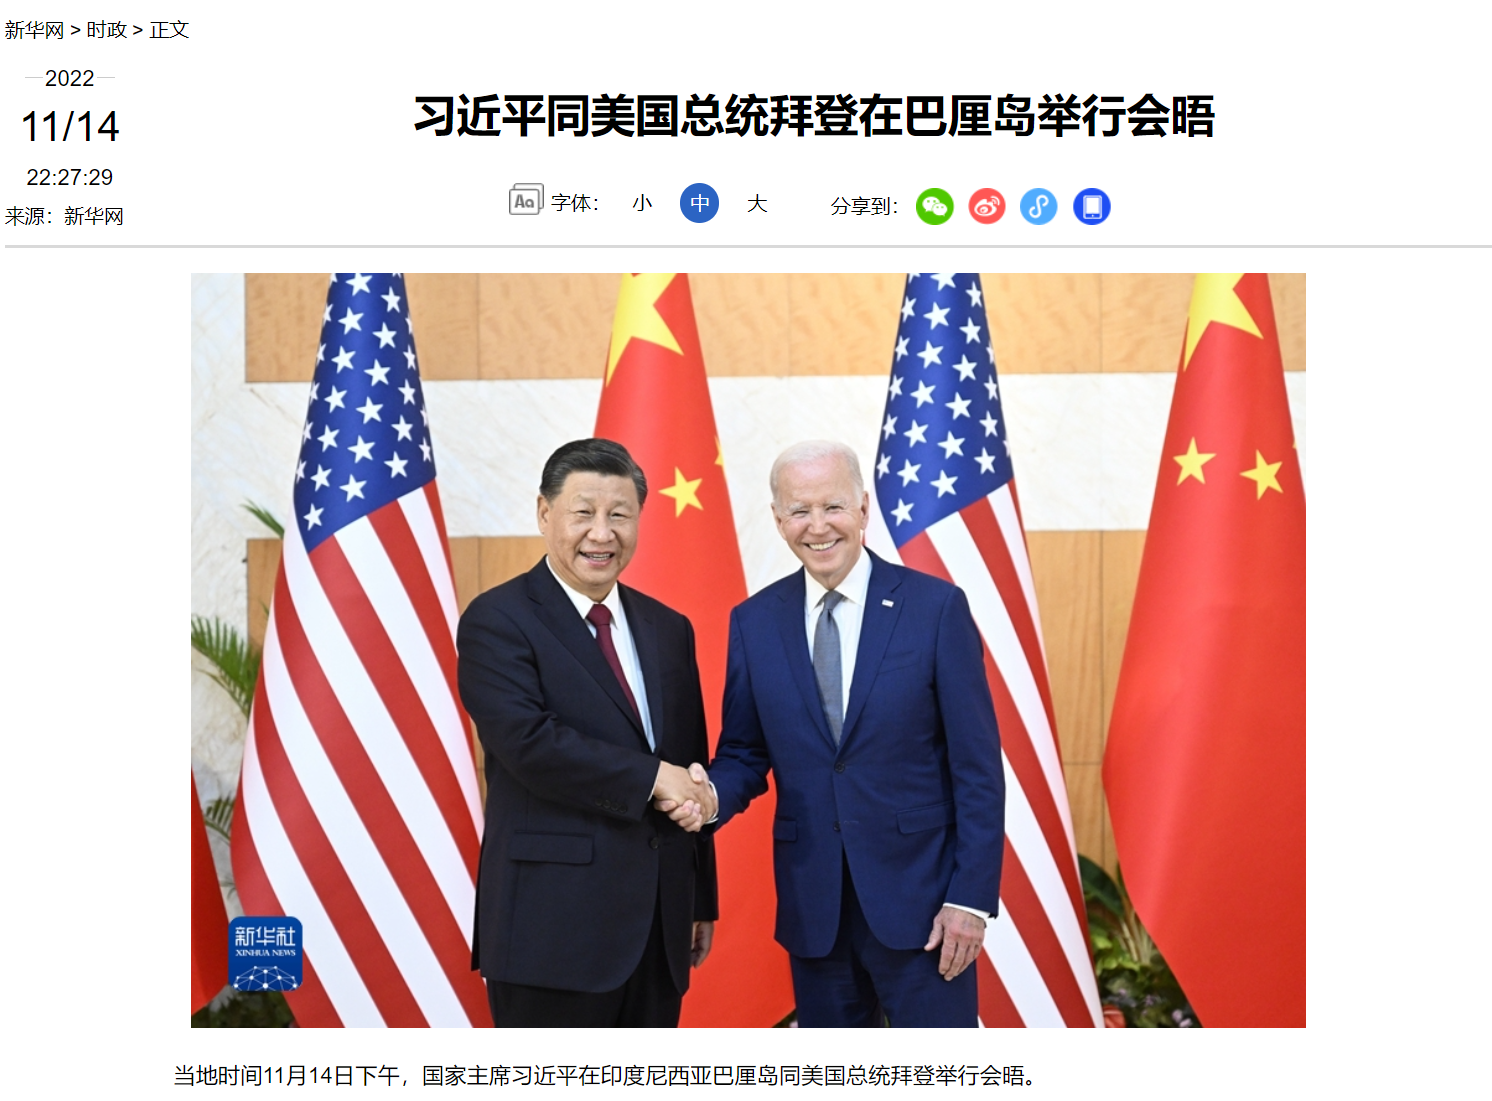 新华网 > 时政 > 正文
2022
11/14
22:27:29
来源：新华网
习近平同美国总统拜登在巴厘岛举行会晤
Aa 字体： 小 中 大 分享到：
新华社
XINHUA NEWS
当地时间11月14日下午，国家主席习近平在印度尼西亚巴厘岛同美国总统拜登举行会晤。